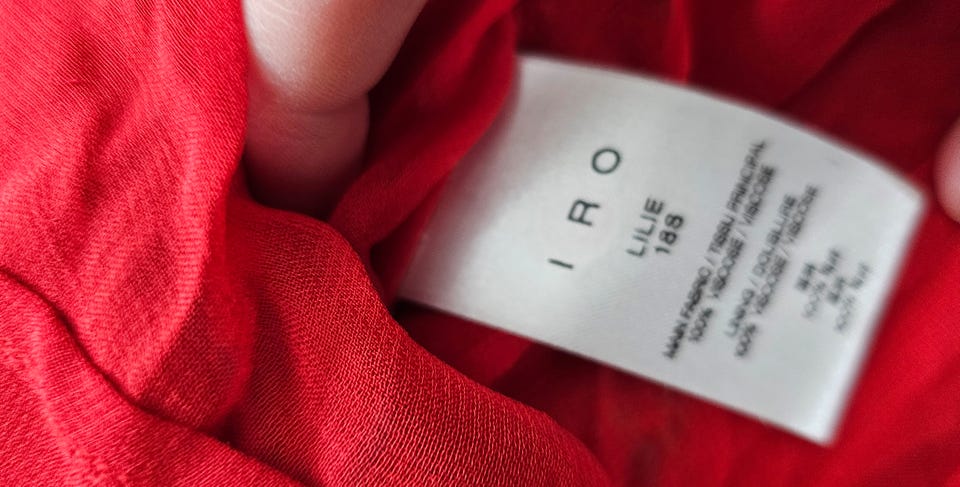 IRO
LILIE
188
MAIN FABRIC / TISSU PRINCIPAL
100% VISCOSE / VISCOSE
LINING / DOUBLURE
100% VISCOSE / VISCOSE